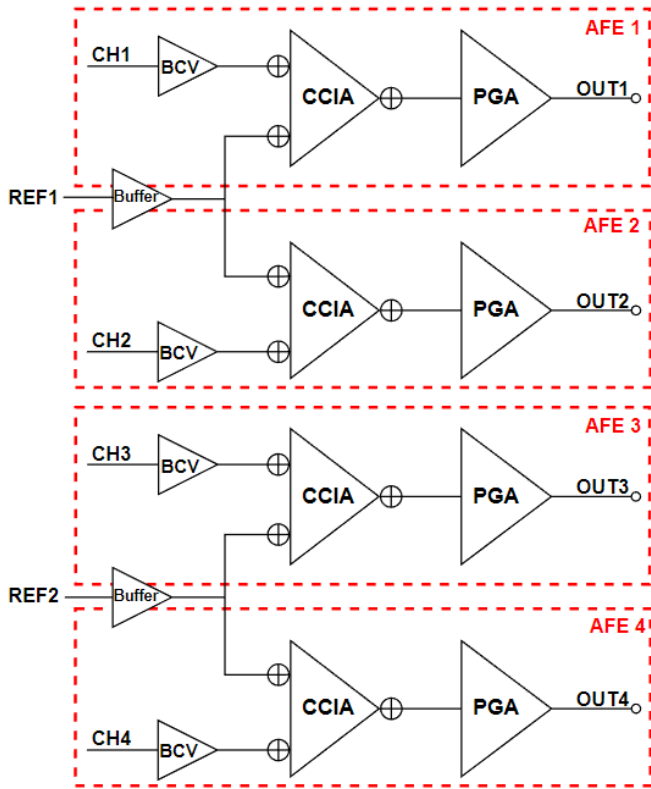 AFE 1
CH1
BCV
CCIA
PGA
OUT1
REF1
Buffer
AFE 2
CCIA
PGA
OUT2
CH2
BCV
AFE 3
CH3
BCV
CCIA
PGA
OUT3
REF2
Buffer
AFE 4
CCIA
PGA
OUT4
CH4
BCV